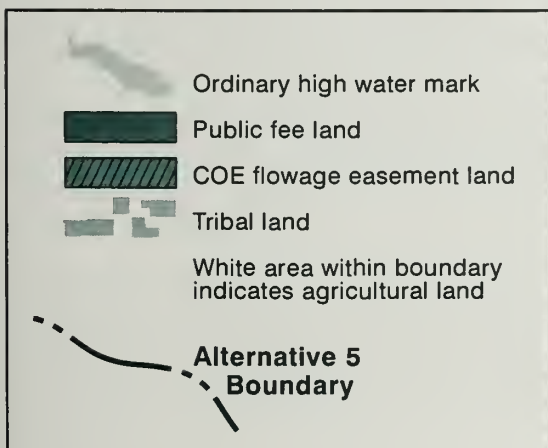 Ordinary high water mark
Public fee land
COE flowage easement land
Tribal land
White area within boundary
indicates agricultural land
Alternative 5
Boundary